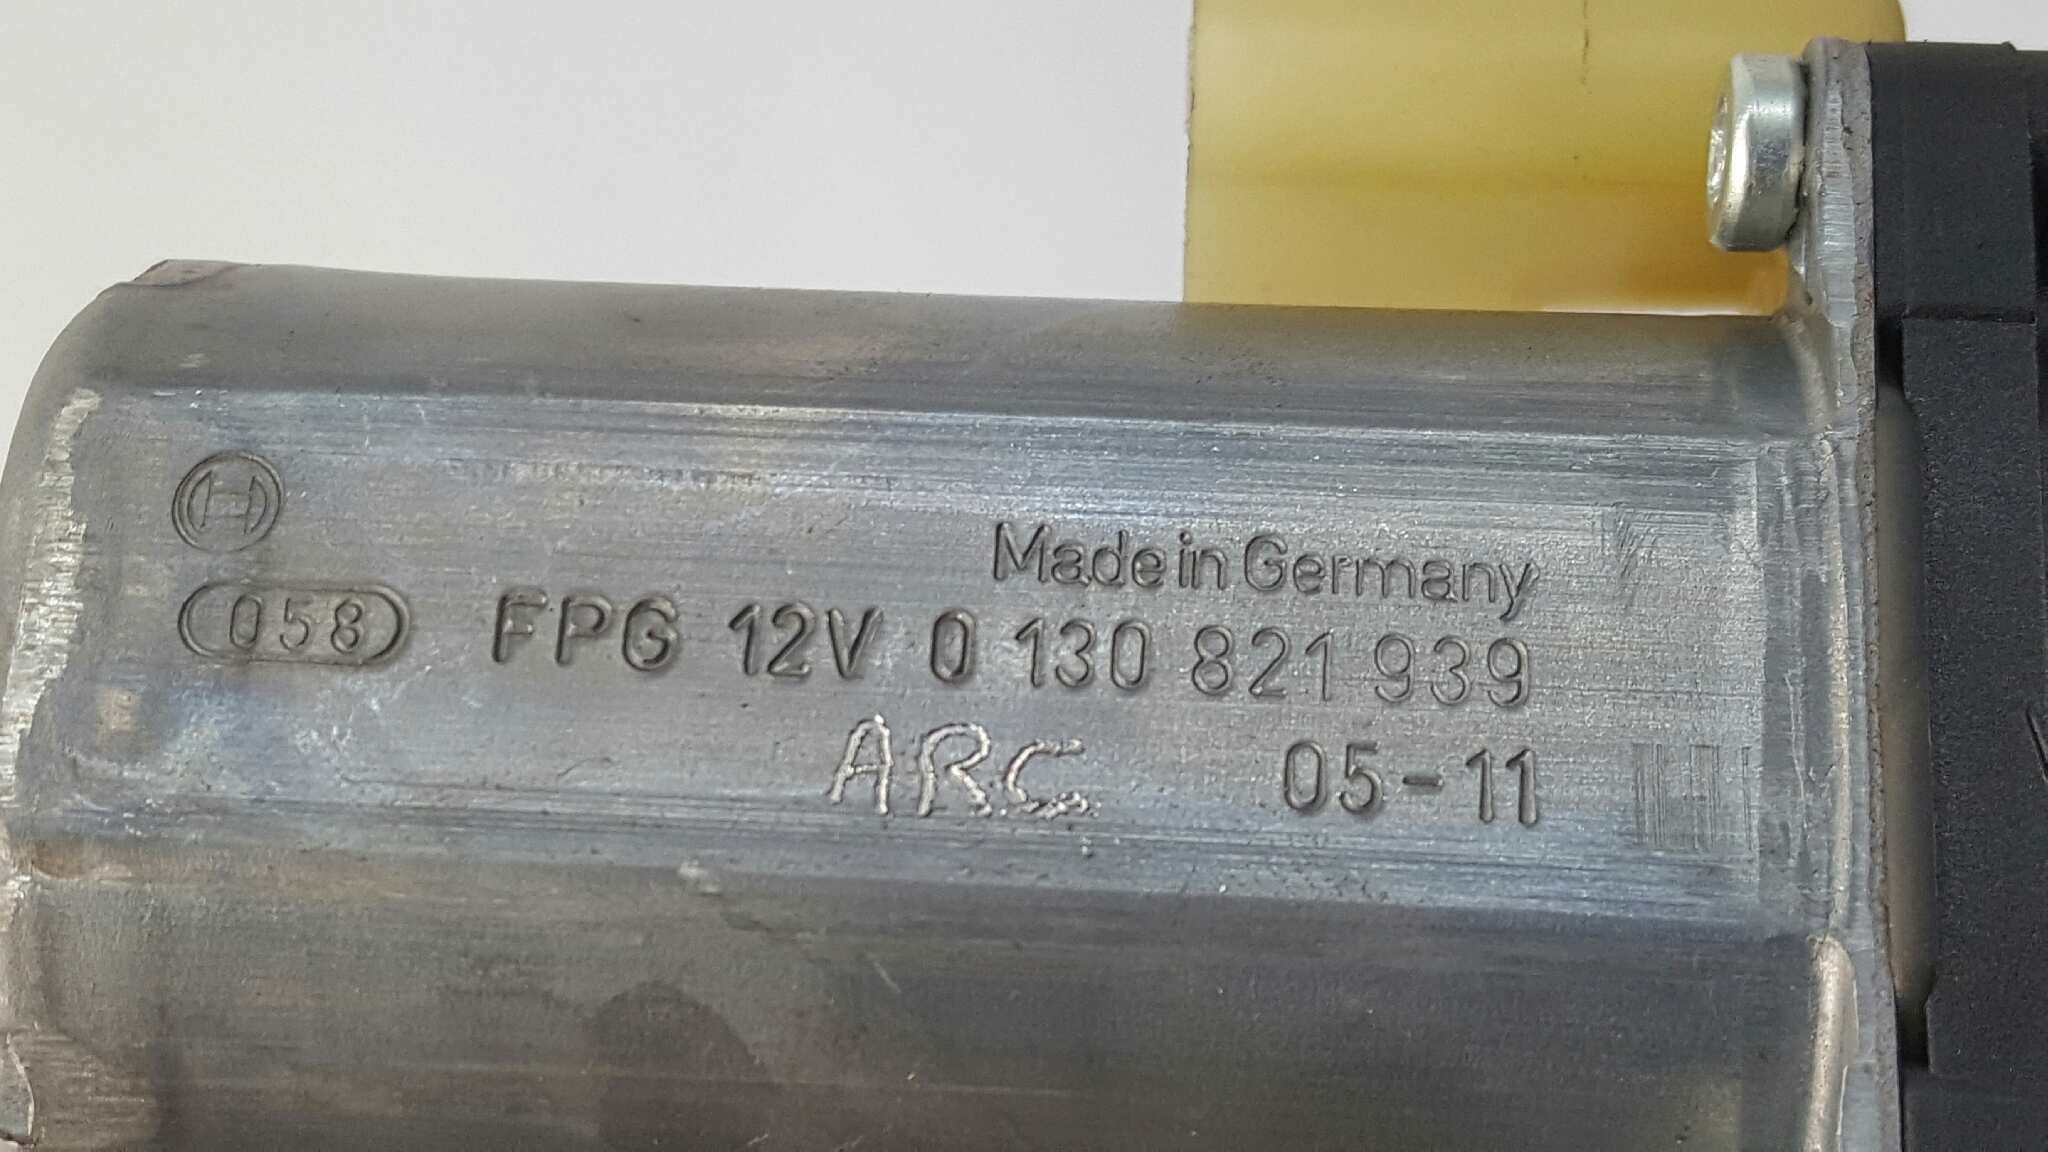 Made in Germany
058 FPG 12V 0 130 821 939
ARC 05-11